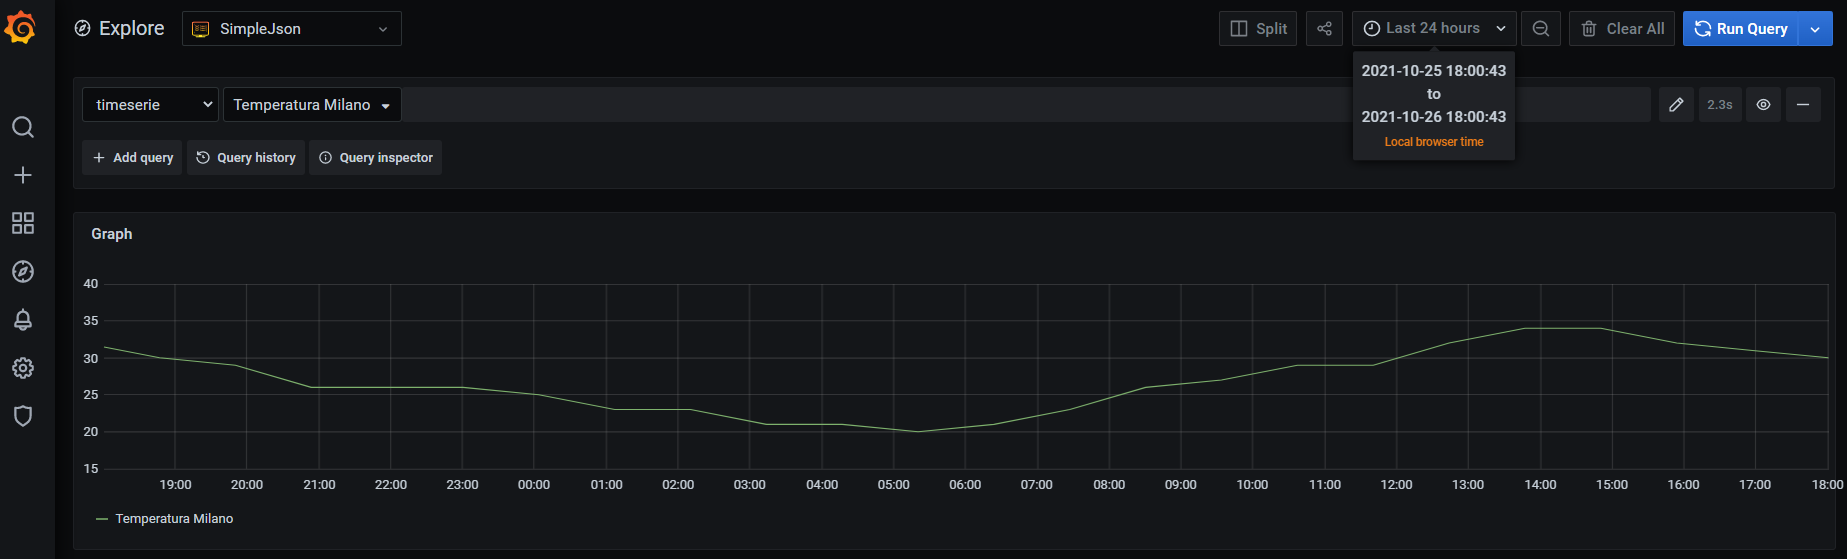 Explore SimpleJson Split Last 24 hours Clear All Run Query
2021-10-25 18:00:43
to
2021-10-26 18:00:43
Local browser time
timeserie Temperatura Milano 2.3s
Add query Query history Query inspector
Graph
40
35
30
25
20
15
19:00 20:00 21:00 22:00 23:00 00:00 01:00 02:00 03:00 04:00 05:00 06:00 07:00 08:00 09:00 10:00 11:00 12:00 13:00 14:00 15:00 16:00 17:00 18:00
Temperatura Milano